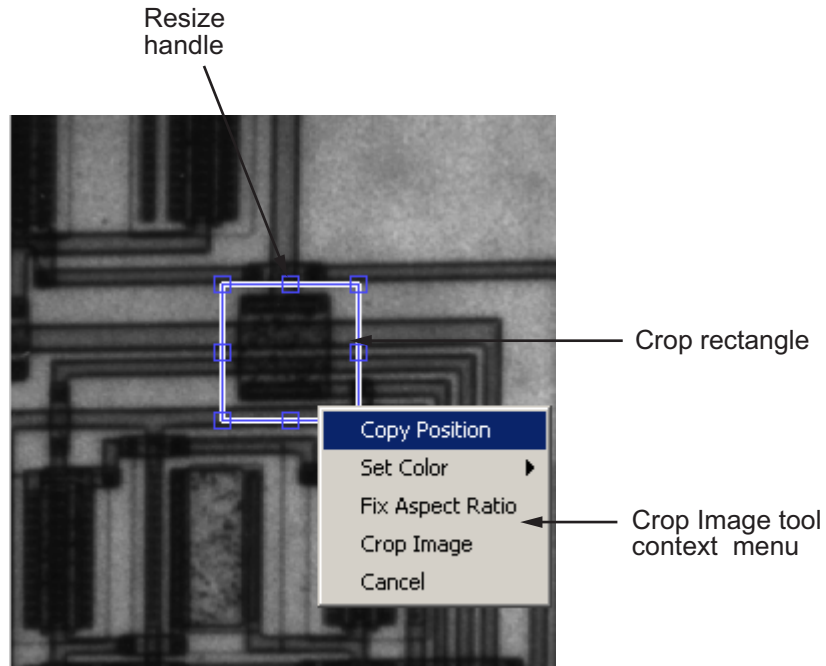 Resize
handle
Crop rectangle
Copy Position
Set Color
Fix Aspect Ratio
Crop Image
Cancel
Crop Image tool
context menu